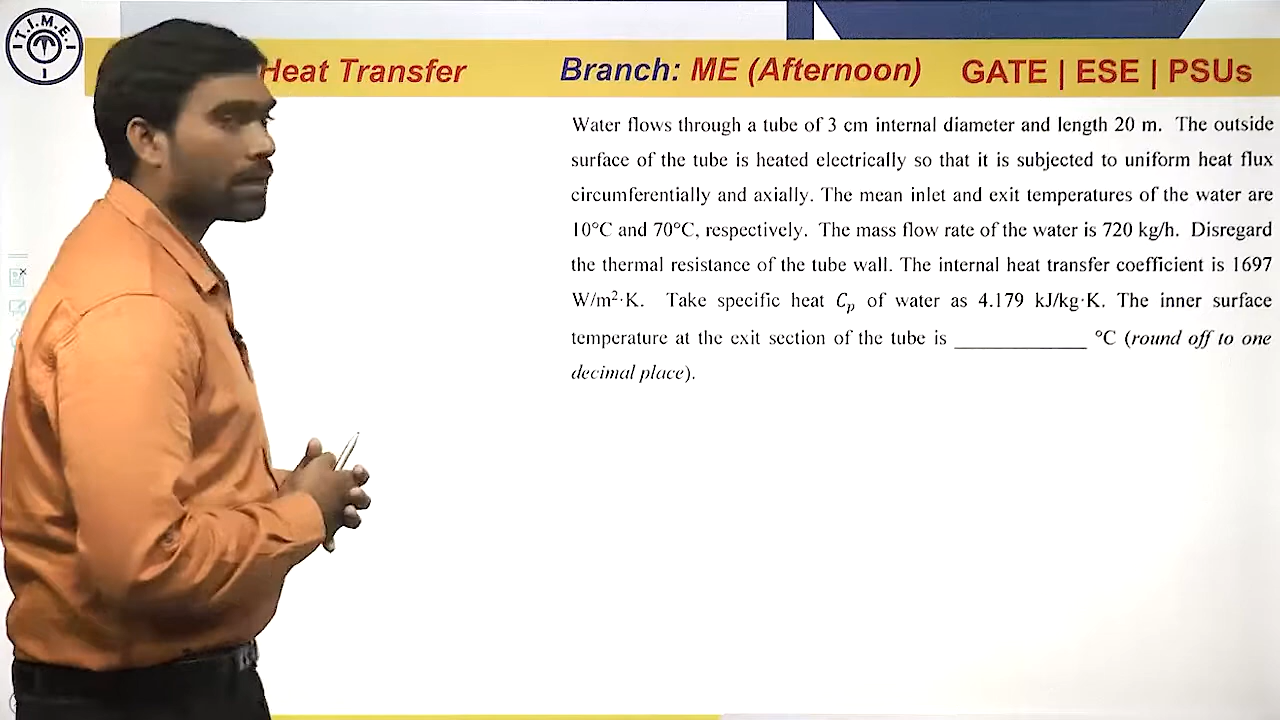 T.I.M.E.
Heat Transfer
Branch: ME (Afternoon)
GATE | ESE | PSUs
Water flows through a tube of 3 cm internal diameter and length 20 m. The outside
surface of the tube is heated electrically so that it is subjected to uniform heat flux
circumferentially and axially. The mean inlet and exit temperatures of the water are
10°C and 70°C, respectively. The mass flow rate of the water is 720 kg/h. Disregard
the thermal resistance of the tube wall. The internal heat transfer coefficient is 1697
W/m²·K. Take specific heat Cₚ of water as 4.179 kJ/kg·K. The inner surface
temperature at the exit section of the tube is ____________ °C (round off to one
decimal place).